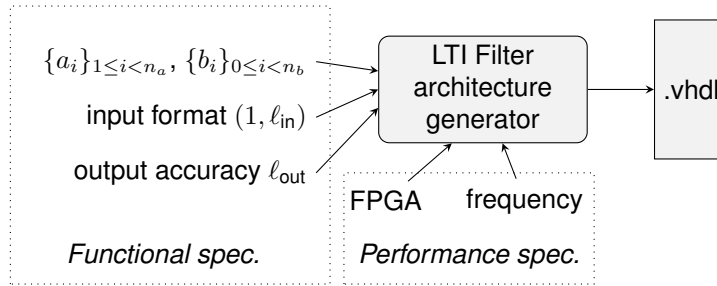 {a_i}_{1≤i<n_a}, {b_i}_{0≤i<n_b}
input format (1, ℓ_in)
output accuracy ℓ_out
Functional spec.
LTI Filter
architecture
generator
.vhdl
FPGA frequency
Performance spec.